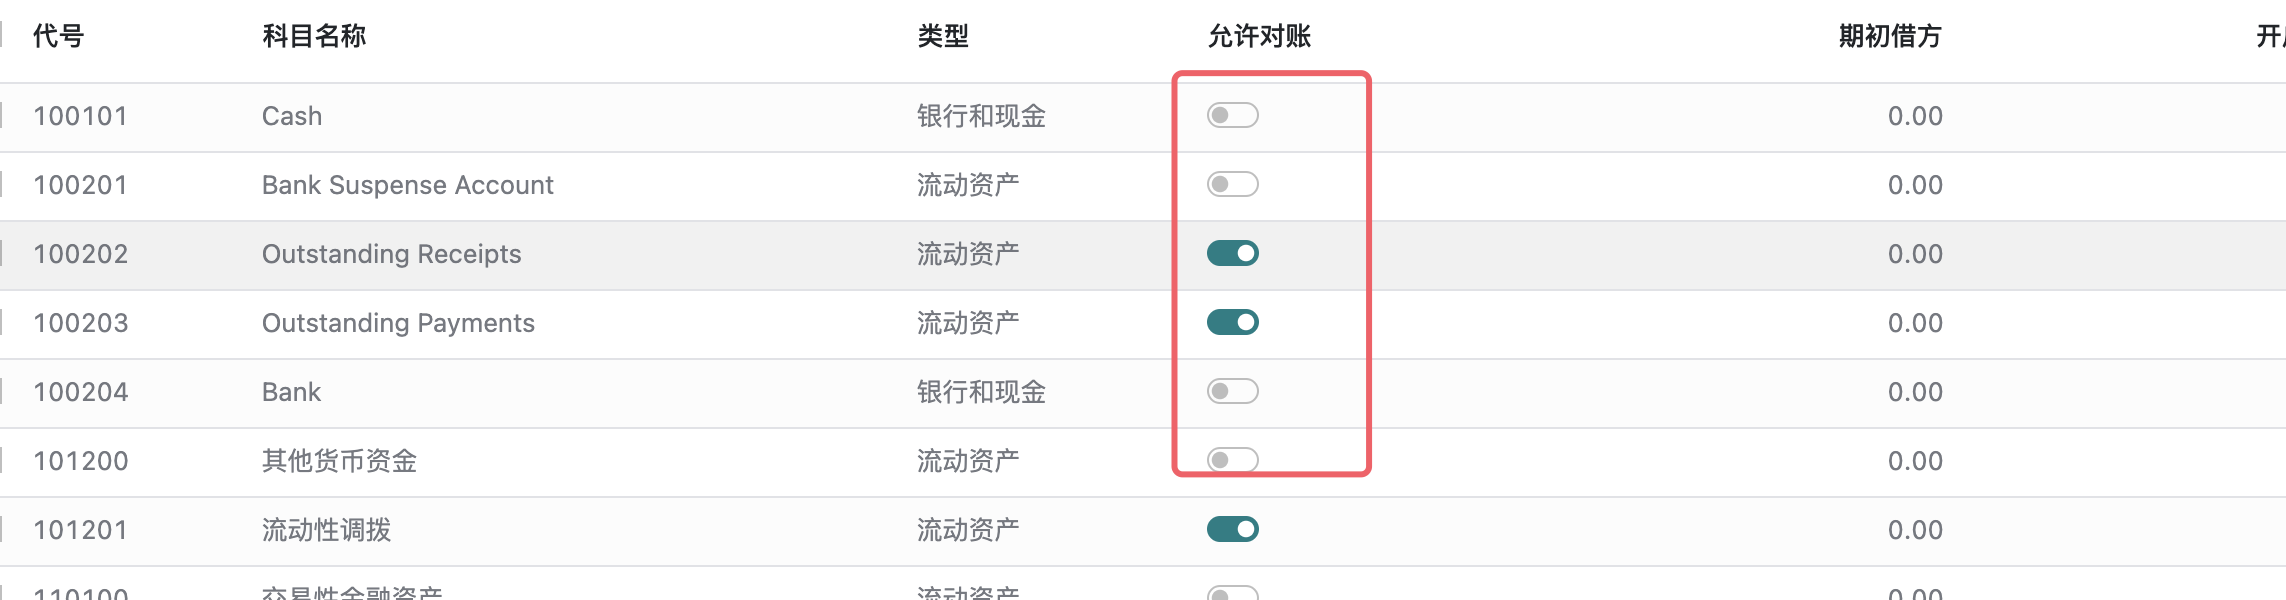 代号 科目名称 类型 允许对账 期初借方
100101 Cash 银行和现金 0.00
100201 Bank Suspense Account 流动资产 0.00
100202 Outstanding Receipts 流动资产 0.00
100203 Outstanding Payments 流动资产 0.00
100204 Bank 银行和现金 0.00
101200 其他货币资金 流动资产 0.00
101201 流动性调拨 流动资产 0.00
110100 交易性金融资产 流动资产 0.00